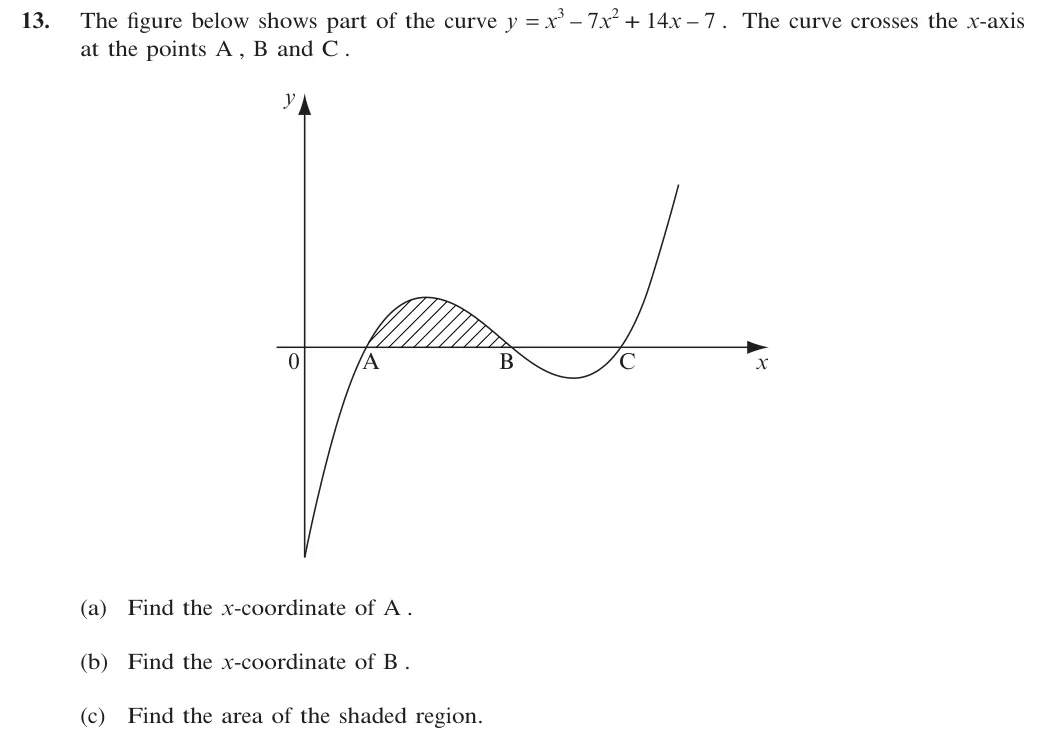 13. The figure below shows part of the curve y = x³ – 7x² + 14x – 7 . The curve crosses the x-axis
at the points A , B and C .
y
0 A B C x
(a) Find the x-coordinate of A .
(b) Find the x-coordinate of B .
(c) Find the area of the shaded region.